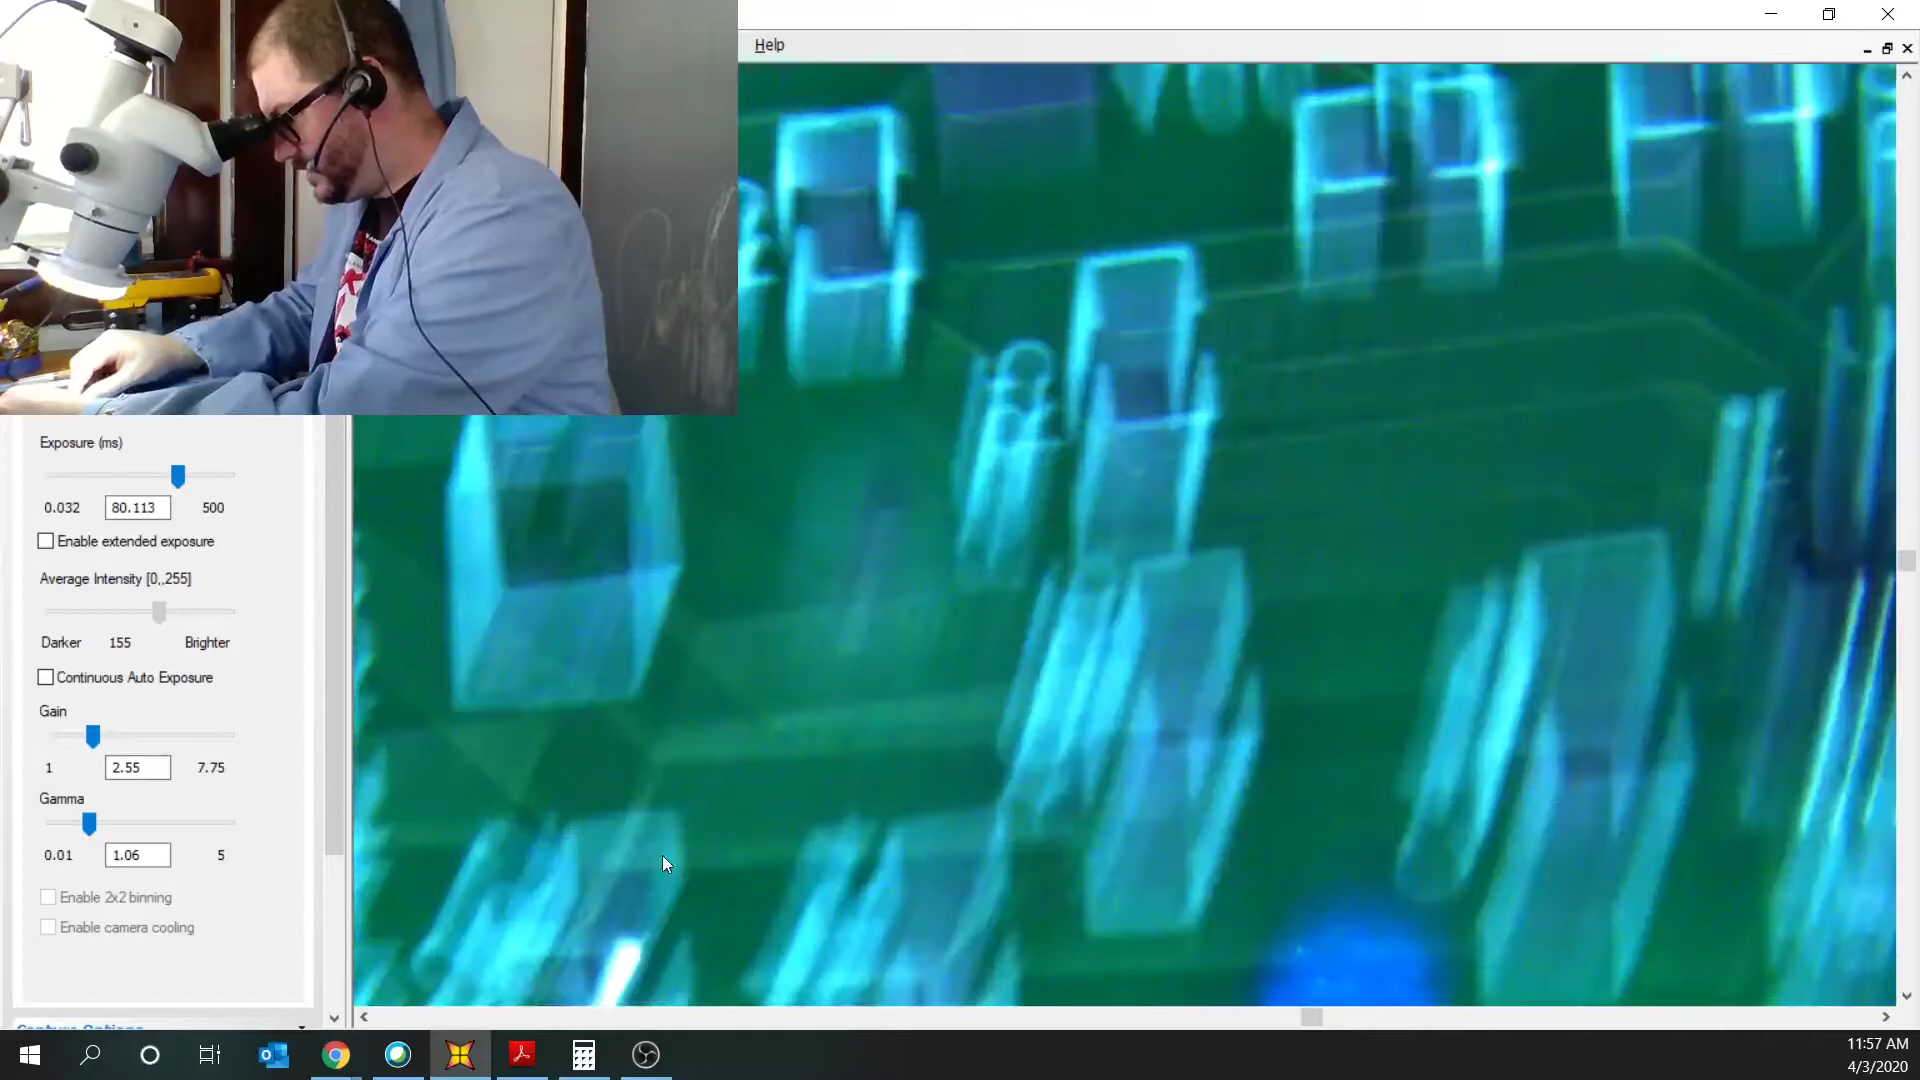 Help
Exposure (ms)
0.032 80.113 500
Enable extended exposure
Average Intensity [0,,255]
Darker 155 Brighter
Continuous Auto Exposure
Gain
1 2.55 7.75
Gamma
0.01 1.06 5
Enable 2x2 binning
Enable camera cooling
Capture Options
11:57 AM
4/3/2020